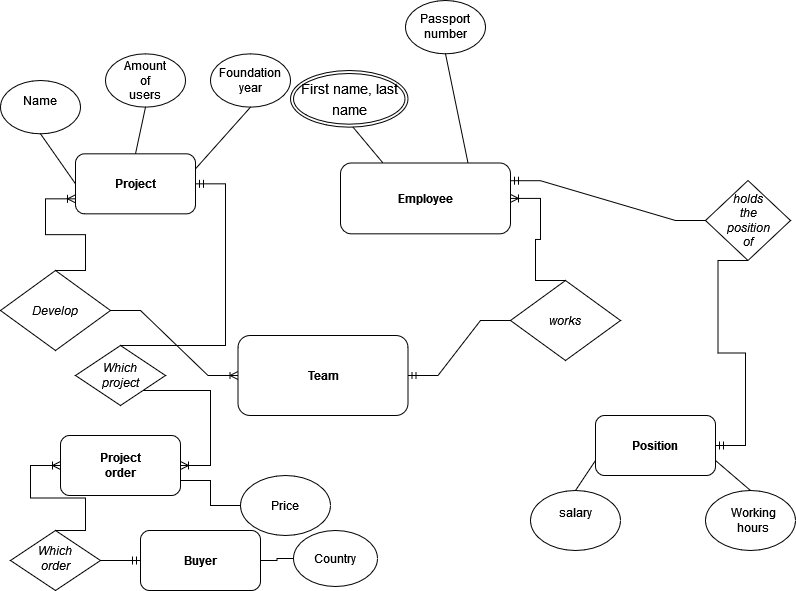 Passport
number
Amount
of
users
Foundation
year
Name
First name, last
name
Project
Employee
holds
the
position
of
Develop
works
Which
project
Team
Project
order
Position
Price
salary
Working
hours
Which
order
Buyer
Country